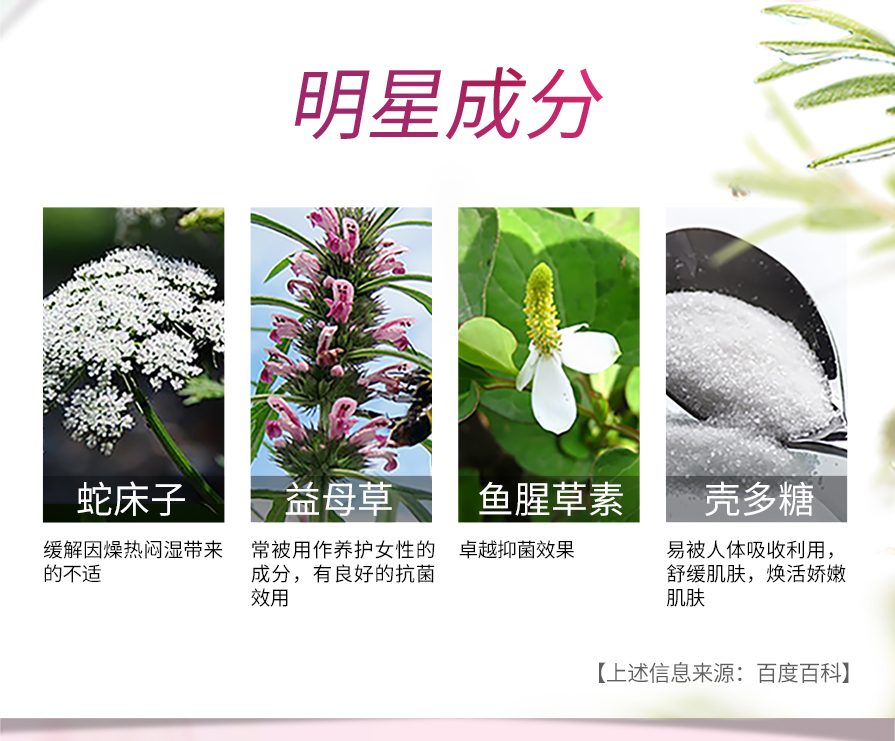 明星成分
蛇床子
益母草
鱼腥草素
壳多糖
缓解因燥热闷湿带来
的不适
常被用作养护女性的
成分，有良好的抗菌
效用
卓越抑菌效果
易被人体吸收利用，
舒缓肌肤，焕活娇嫩
肌肤
【上述信息来源：百度百科】